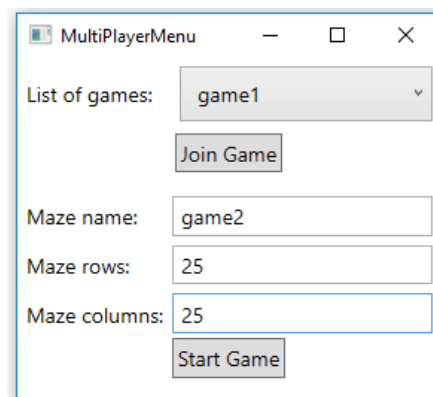 MultiPlayerMenu
List of games: game1
Join Game
Maze name: game2
Maze rows: 25
Maze columns: 25
Start Game